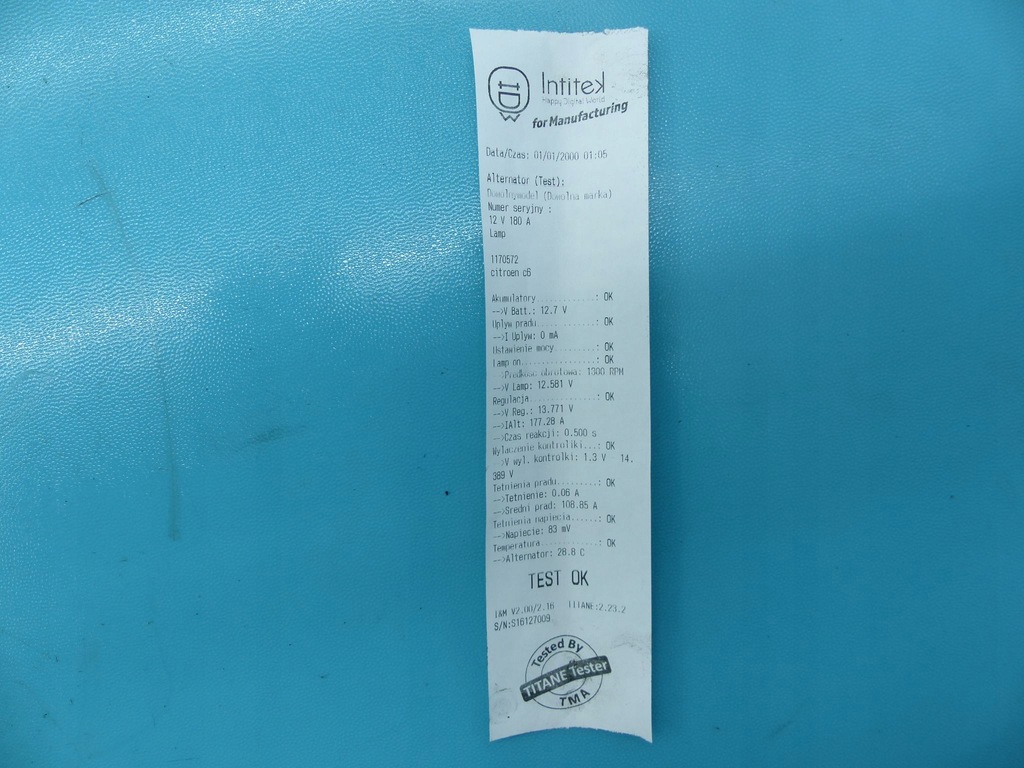 Intitek
Happy Digital World
for Manufacturing
Data/Czas: 01/01/2000 01:05
Alternator (Test):
Dowolnymodel (Dowolna marka)
Numer seryjny :
12 V 180 A
Lamp
1170572
citroen c6
Akumulatory............: OK
-->V Batt.: 12.7 V
Uplyw pradu............: OK
-->I Uplyw: 0 mA
Ustawienie mocy........: OK
Lamp on................: OK
-->Predkosc obrotowa: 1300 RPM
-->V Lamp: 12.581 V
Regulacja..............: OK
-->V Reg.: 13.771 V
-->IAlt: 177.28 A
-->Czas reakcji: 0.500 s
Wylaczenie kontrolki...: OK
-->V wyl. kontrolki: 1.3 V - 14.
389 V
Tetnienia pradu........: OK
-->Tetnienie: 0.06 A
-->Sredni prad: 108.85 A
Tetnienia napiecia.....: OK
-->Napiecie: 83 mV
Temperatura............: OK
-->Alternator: 28.8 C
TEST OK
T&M V2.00/2.16 TITANE:2.23.2
S/N:S16127009
Tested By
TITANE Tester
TMA